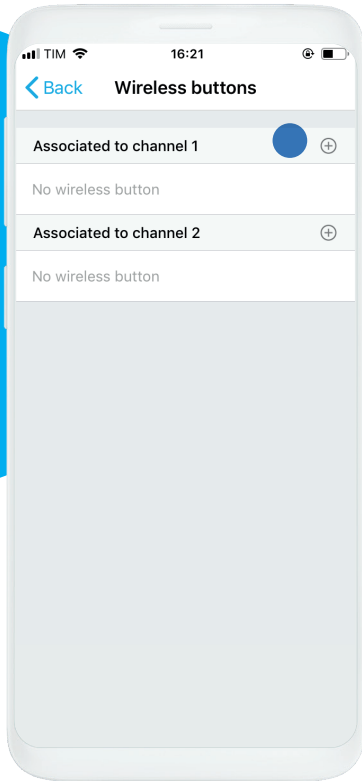 TIM 16:21
Back Wireless buttons
Associated to channel 1
No wireless button
Associated to channel 2
No wireless button